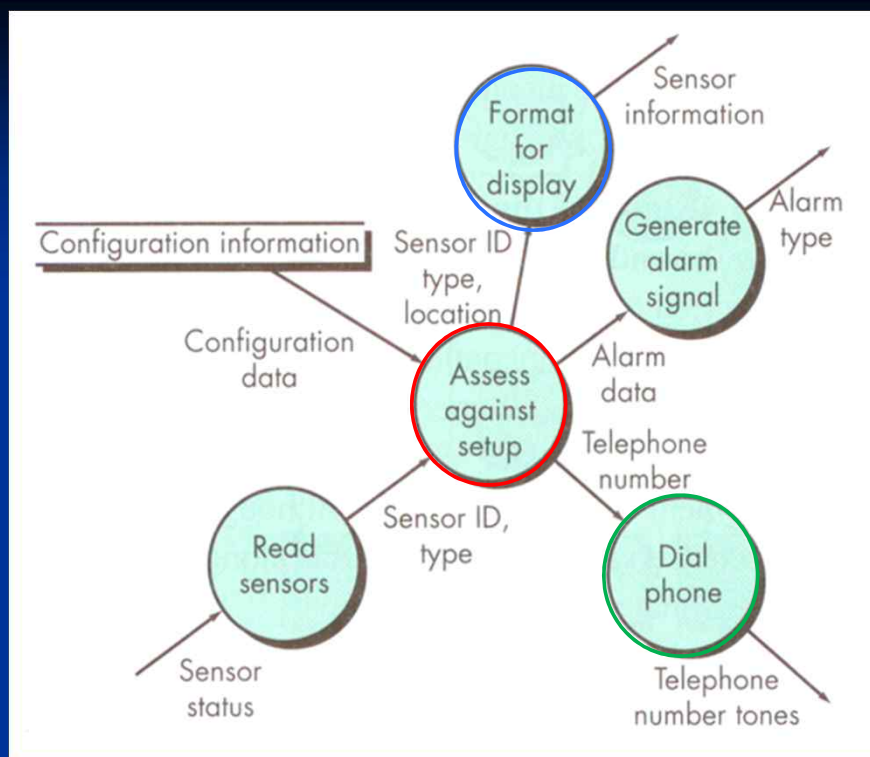 Format
for
display
Sensor
information
Generate
alarm
signal
Alarm
type
Configuration information
Sensor ID
type,
location
Configuration
data
Assess
against
setup
Alarm
data
Telephone
number
Sensor ID,
type
Read
sensors
Dial
phone
Sensor
status
Telephone
number tones